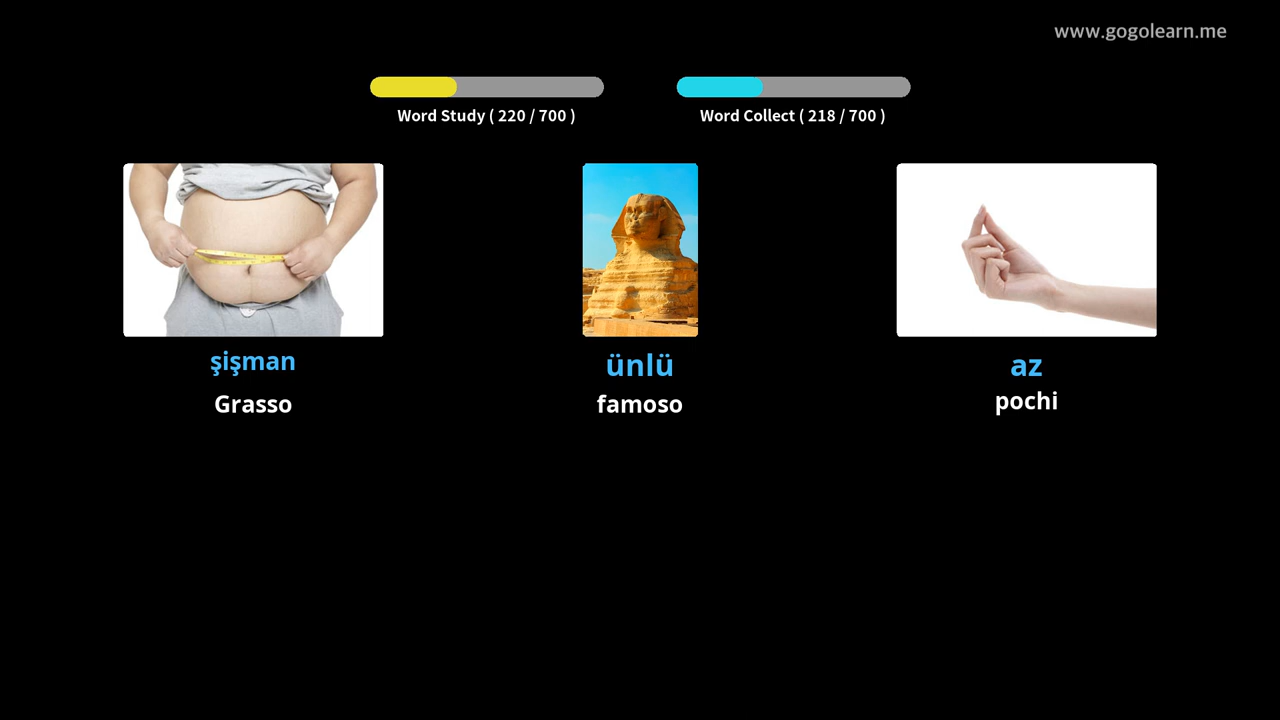 www.gogolearn.me
Word Study ( 220 / 700 )
Word Collect ( 218 / 700 )
şişman
ünlü
az
Grasso
famoso
pochi